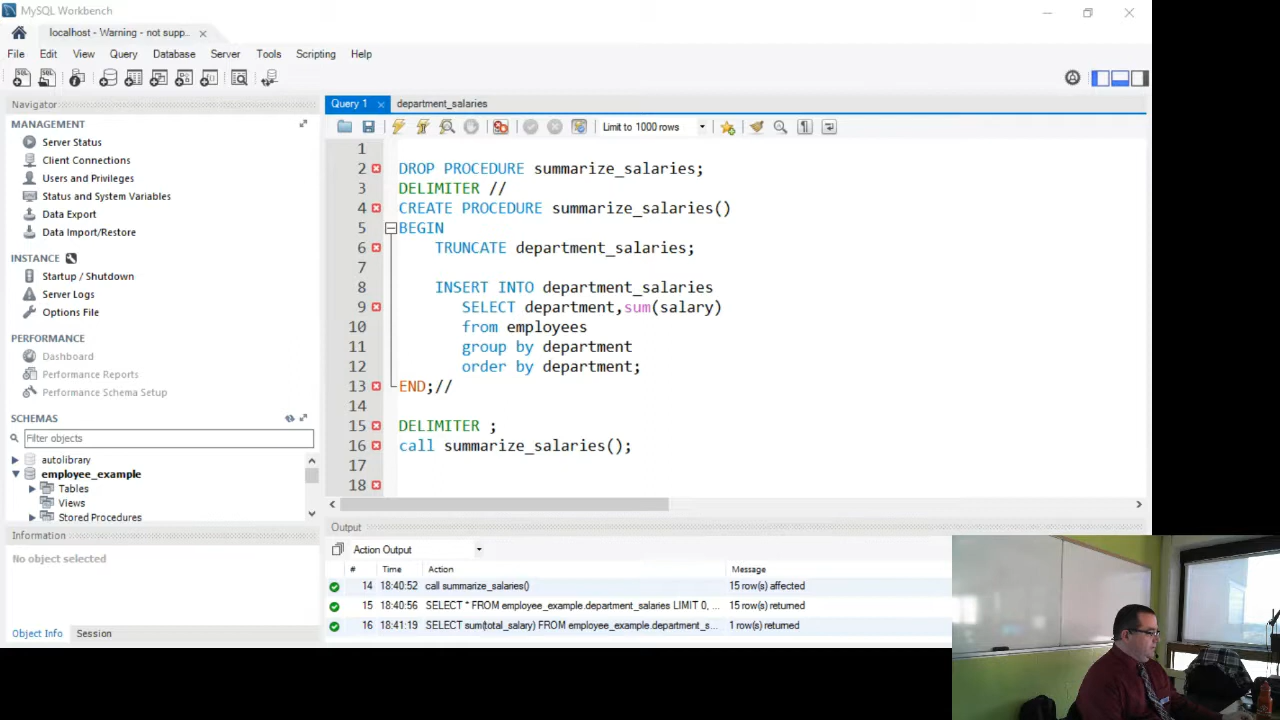 MySQL Workbench
localhost - Warning - not supp..
File Edit View Query Database Server Tools Scripting Help
Navigator
MANAGEMENT
Server Status
Client Connections
Users and Privileges
Status and System Variables
Data Export
Data Import/Restore
INSTANCE
Startup / Shutdown
Server Logs
Options File
PERFORMANCE
Dashboard
Performance Reports
Performance Schema Setup
SCHEMAS
Filter objects
autolibrary
employee_example
Tables
Views
Stored Procedures
Information
No object selected
Object Info Session
Query 1 department_salaries
Limit to 1000 rows
1
2 DROP PROCEDURE summarize_salaries;
3 DELIMITER //
4 CREATE PROCEDURE summarize_salaries()
5 BEGIN
6 TRUNCATE department_salaries;
7
8 INSERT INTO department_salaries
9 SELECT department,sum(salary)
10 from employees
11 group by department
12 order by department;
13 END;//
14
15 DELIMITER ;
16 call summarize_salaries();
17
18
Output
Action Output
# Time Action Message
14 18:40:52 call summarize_salaries() 15 row(s) affected
15 18:40:56 SELECT * FROM employee_example.department_salaries LIMIT 0, ... 15 row(s) returned
16 18:41:19 SELECT sum(total_salary) FROM employee_example.department_s... 1 row(s) returned